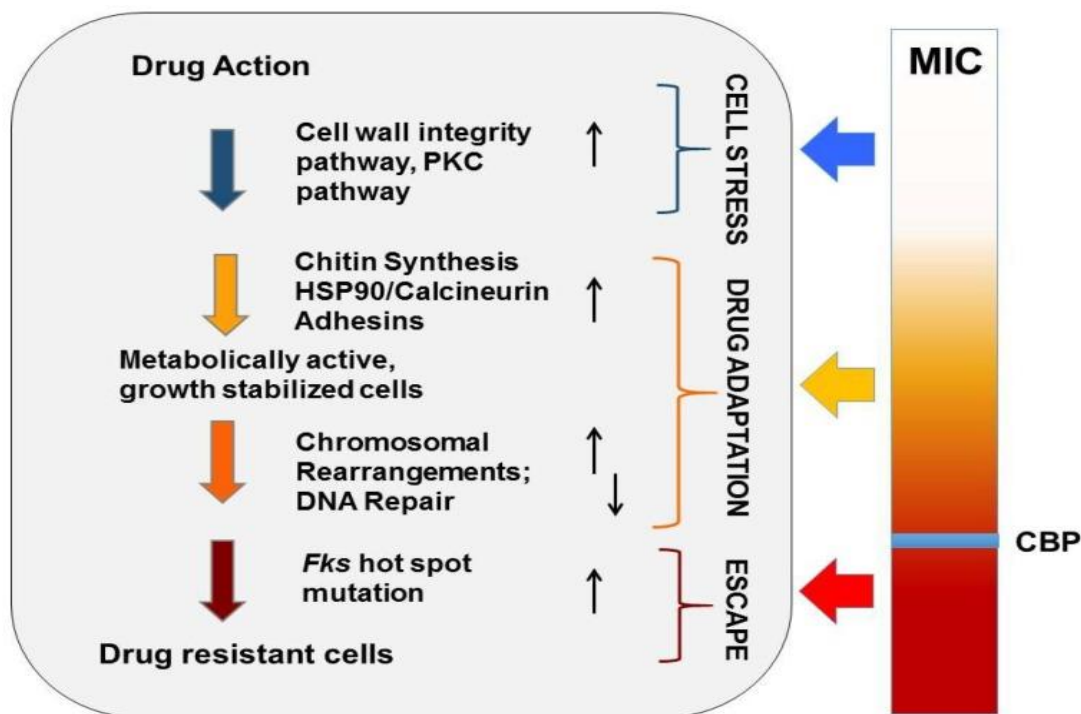 Drug Action
Cell wall integrity
pathway, PKC
pathway
Chitin Synthesis
HSP90/Calcineurin
Adhesins
Metabolically active,
growth stabilized cells
Chromosomal
Rearrangements;
DNA Repair
Fks hot spot
mutation
Drug resistant cells
CELL STRESS
DRUG ADAPTATION
ESCAPE
MIC
CBP